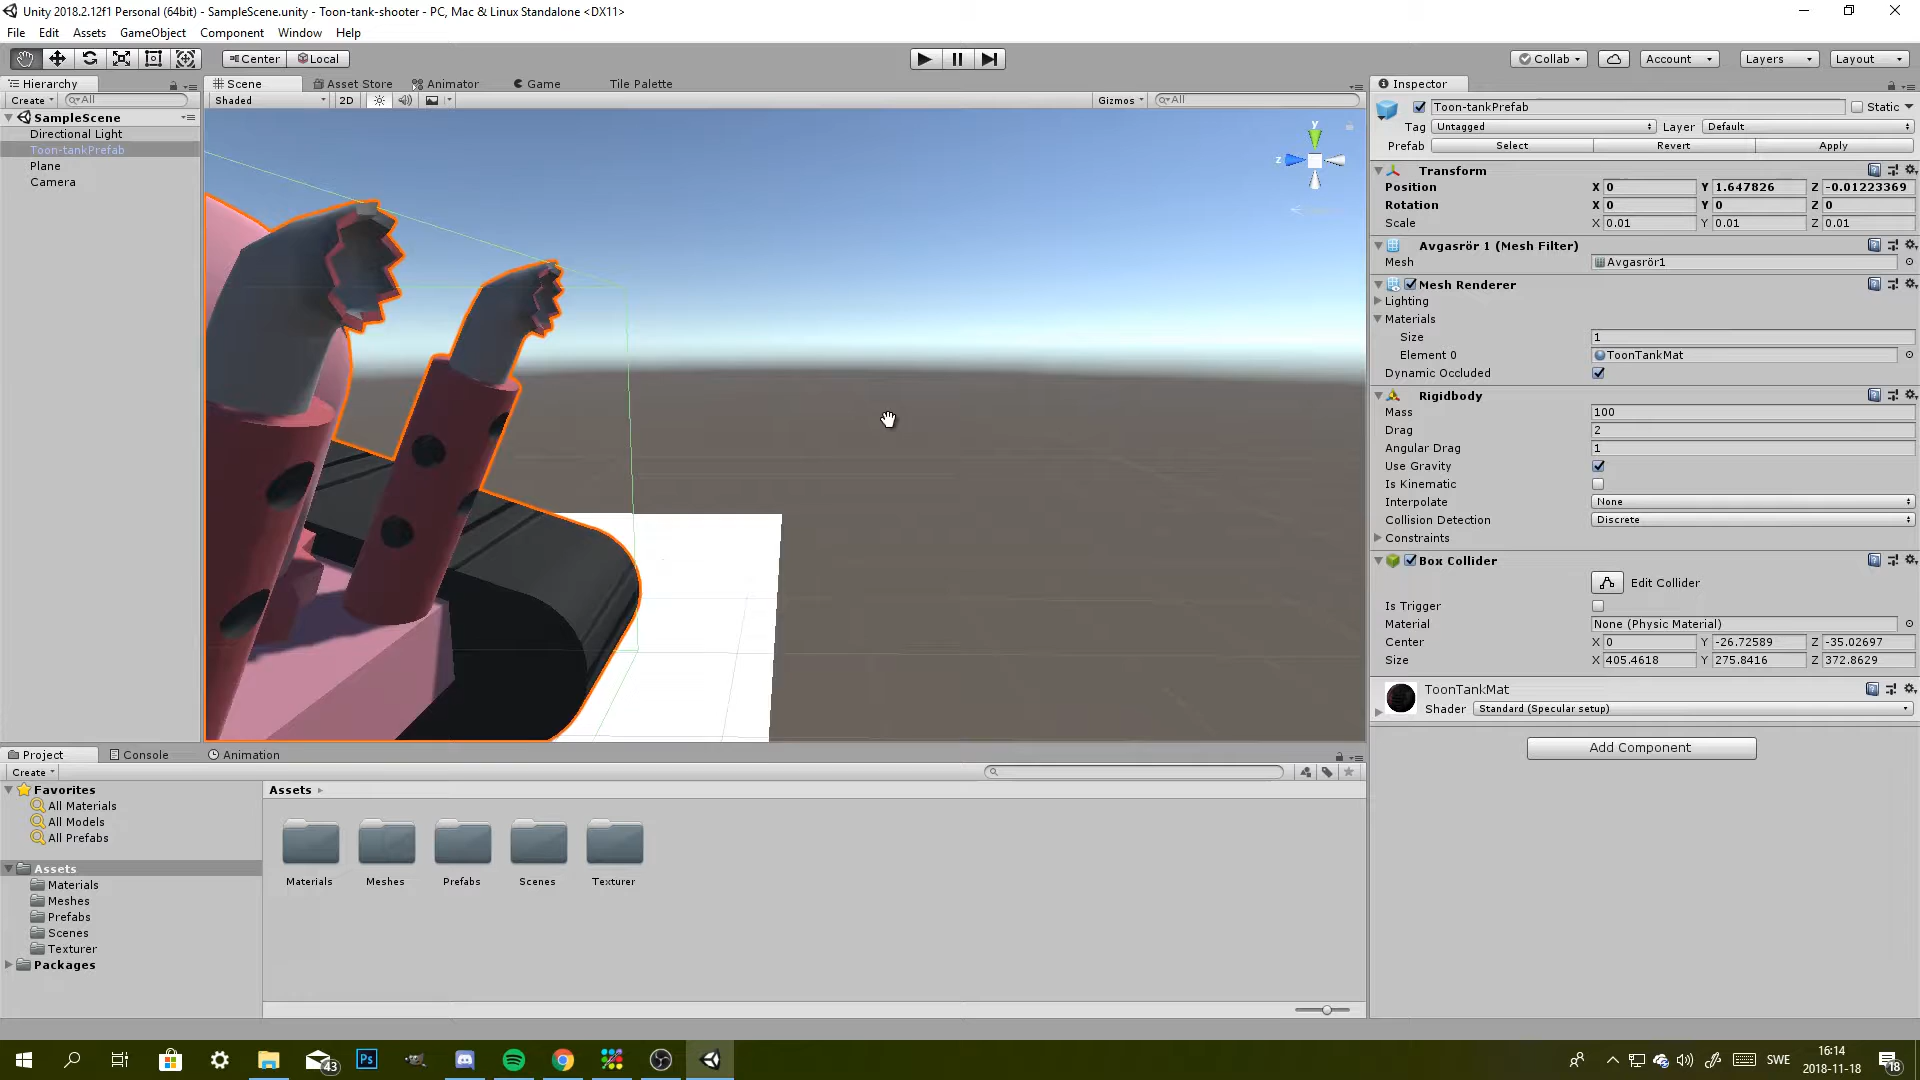 Unity 2018.2.12f1 Personal (64bit) - SampleScene.unity - Toon-tank-shooter - PC, Mac & Linux Standalone <DX11>
File Edit Assets GameObject Component Window Help
Center Local Collab Account Layers Layout
Hierarchy
Create All
SampleScene
Directional Light
Toon-tankPrefab
Plane
Camera
Scene Asset Store Animator Game Tile Palette
Shaded 2D Gizmos All
y
z
Inspector
Toon-tankPrefab Static
Tag Untagged Layer Default
Prefab Select Revert Apply
Transform
Position X 0 Y 1.647826 Z -0.01223369
Rotation X 0 Y 0 Z 0
Scale X 0.01 Y 0.01 Z 0.01
Avgasrör 1 (Mesh Filter)
Mesh Avgasrör1
Mesh Renderer
Lighting
Materials
Size 1
Element 0 ToonTankMat
Dynamic Occluded
Rigidbody
Mass 100
Drag 2
Angular Drag 1
Use Gravity
Is Kinematic
Interpolate None
Collision Detection Discrete
Constraints
Box Collider
Edit Collider
Is Trigger
Material None (Physic Material)
Center X 0 Y -26.72589 Z -35.02697
Size X 405.4618 Y 275.8416 Z 372.8629
ToonTankMat
Shader Standard (Specular setup)
Add Component
Project Console Animation
Create
Favorites
All Materials
All Models
All Prefabs
Assets
Materials
Meshes
Prefabs
Scenes
Texturer
Packages
Assets
Materials Meshes Prefabs Scenes Texturer
43
Ps
SWE
16:14
2018-11-18
18